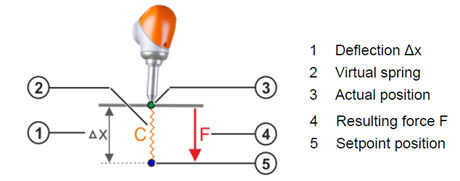 1 Deflection Δx
2 Virtual spring
3 Actual position
4 Resulting force F
5 Setpoint position
2
3
1
Δx
C
F
4
5